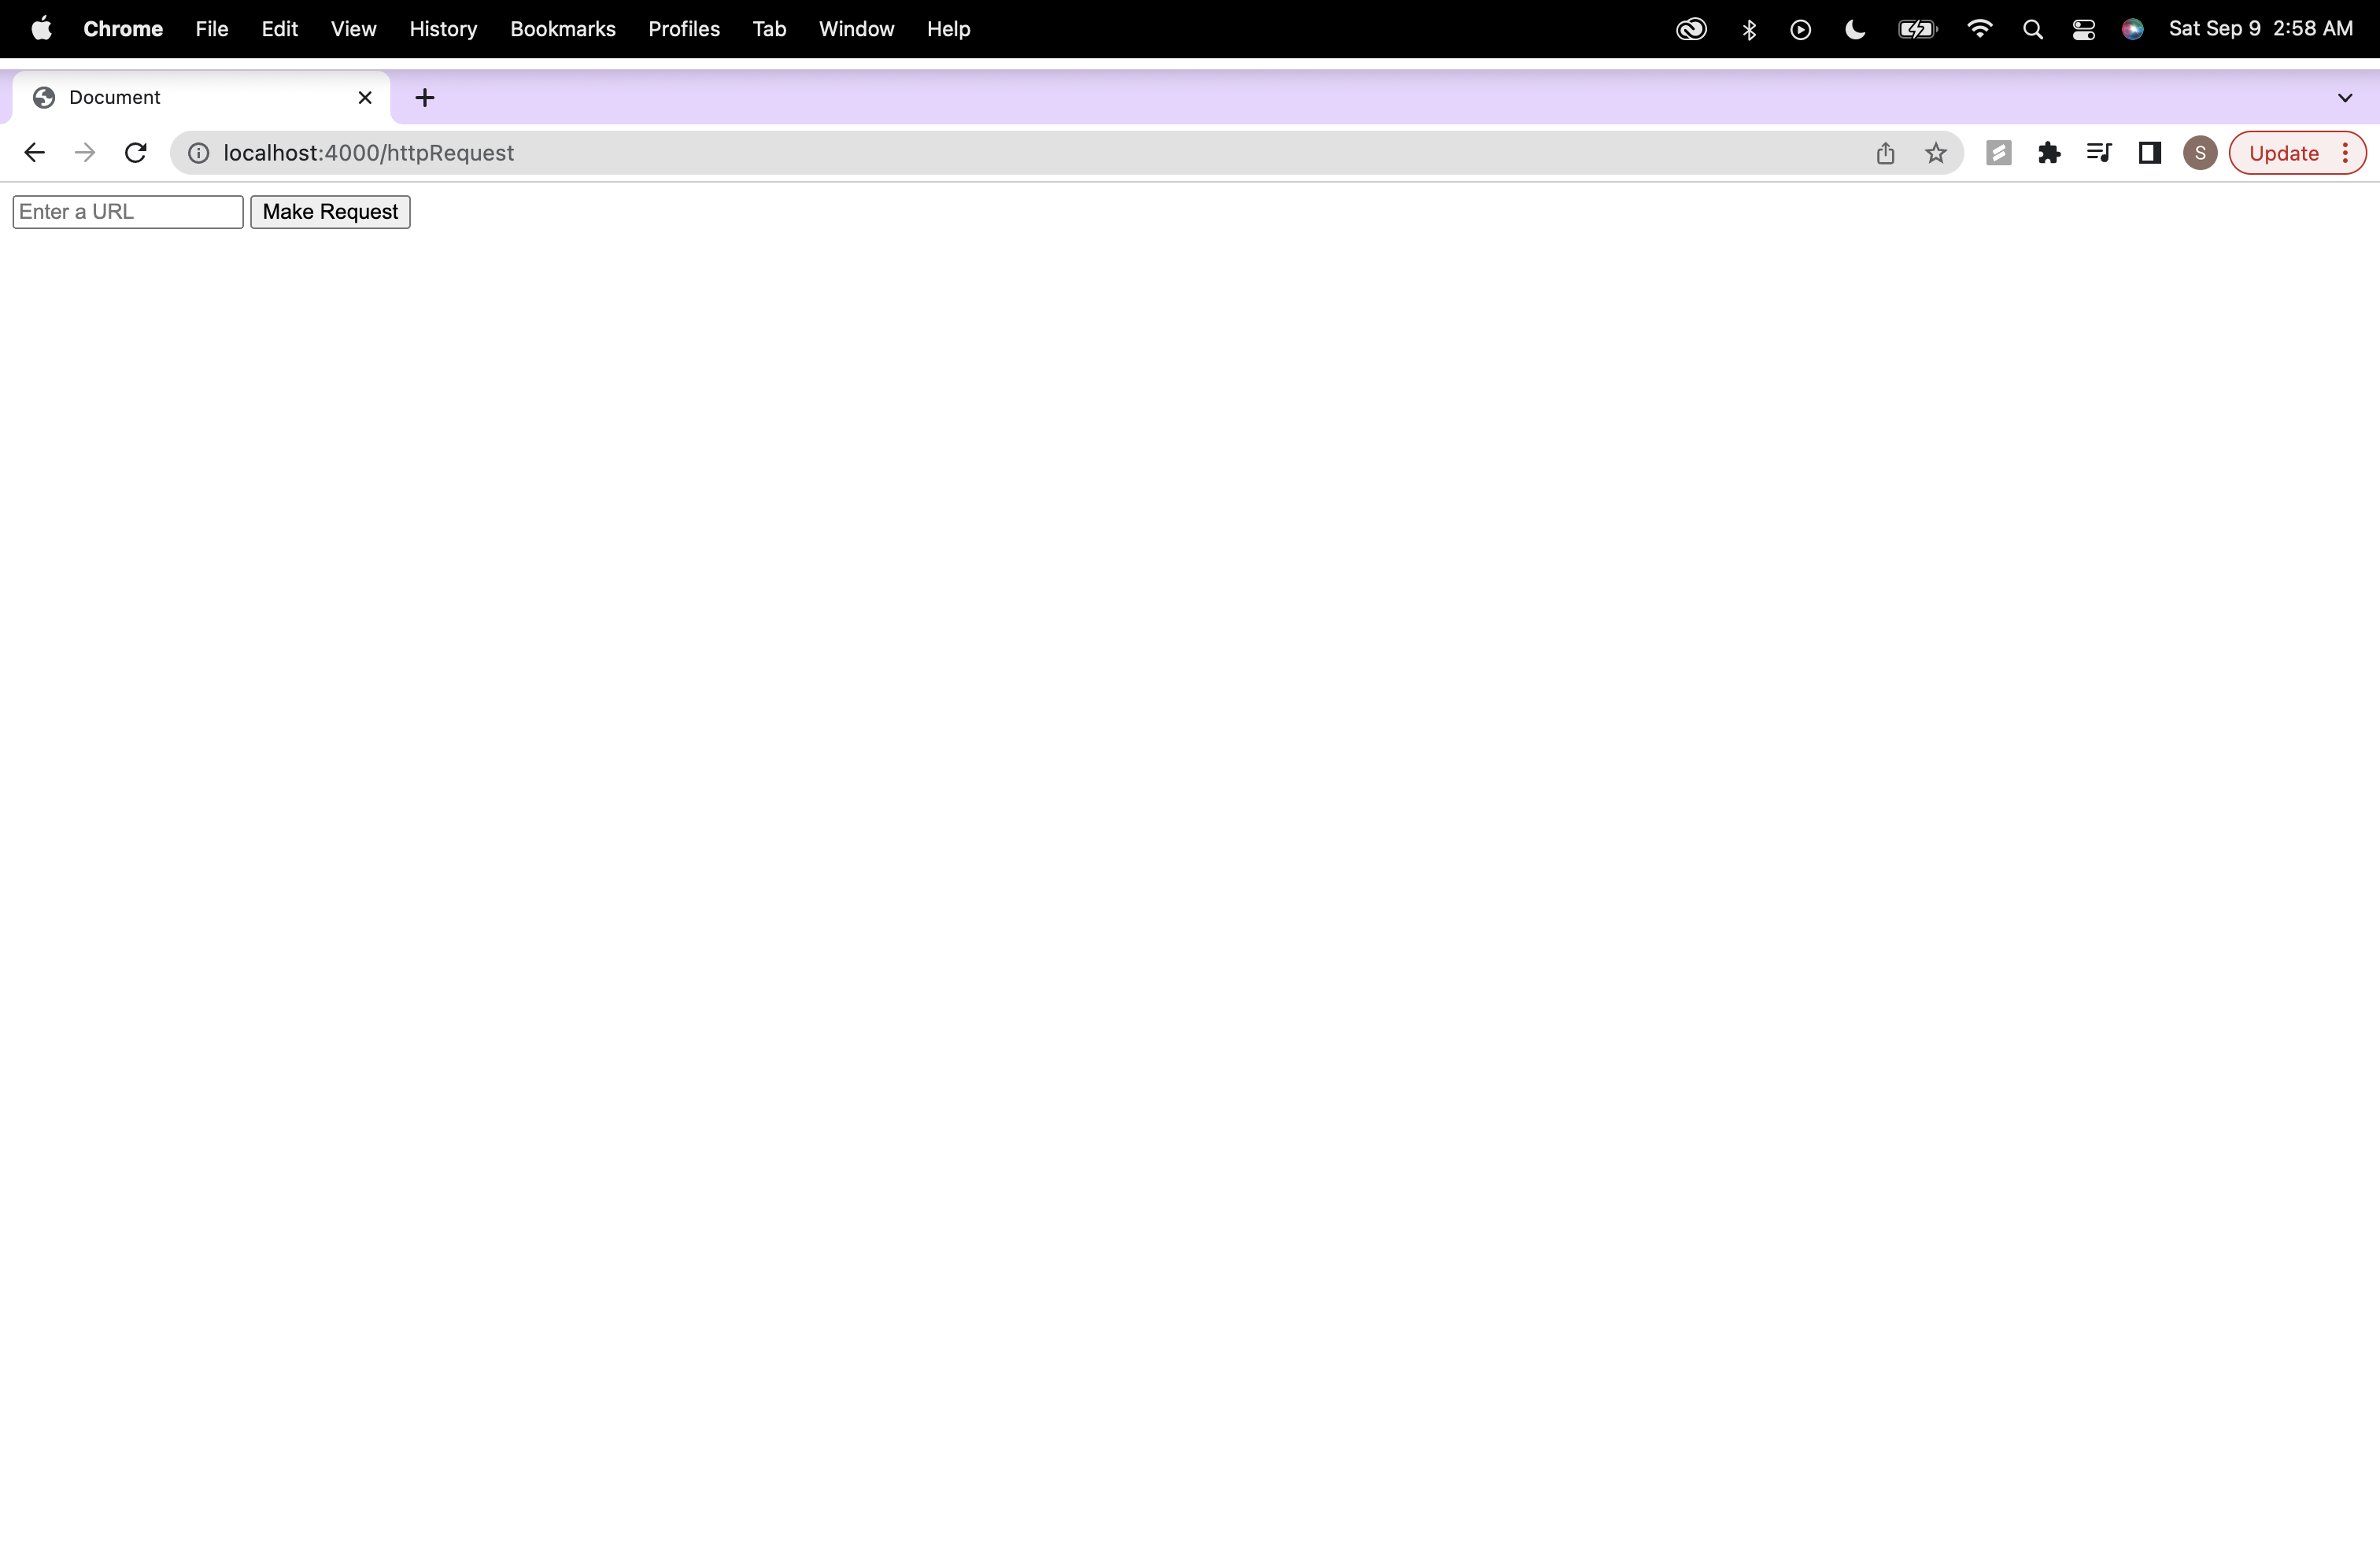 Chrome File Edit View History Bookmarks Profiles Tab Window Help Sat Sep 9 2:58 AM
Document
localhost:4000/httpRequest S Update
Enter a URL Make Request